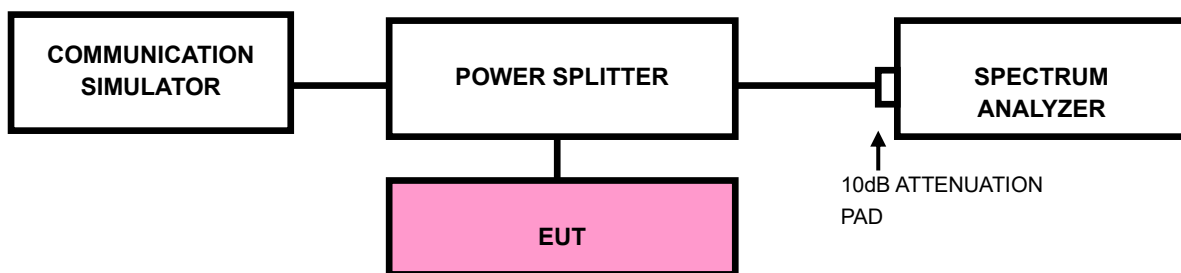 COMMUNICATION
SIMULATOR
POWER SPLITTER
SPECTRUM
ANALYZER
10dB ATTENUATION
PAD
EUT